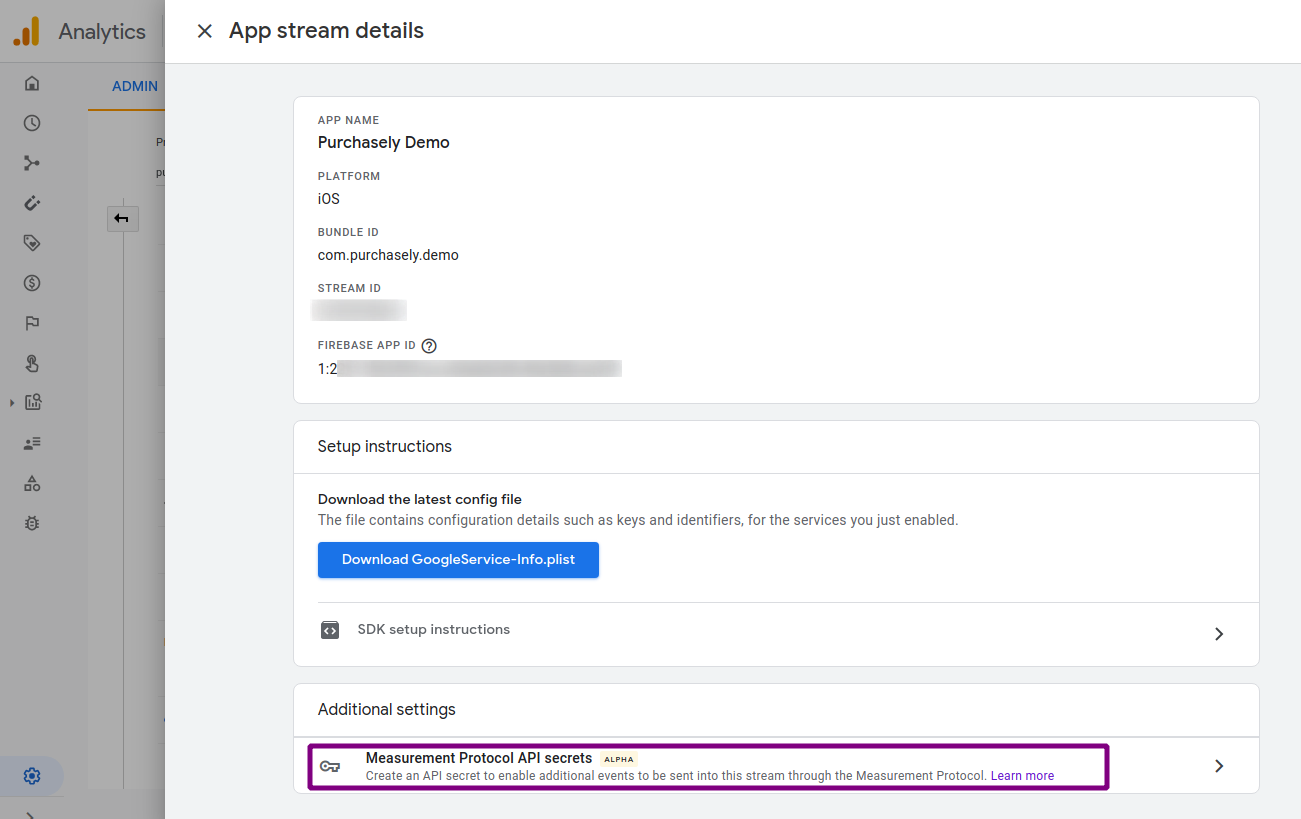 Analytics
App stream details
ADMIN
APP NAME
Purchasely Demo
PLATFORM
iOS
BUNDLE ID
com.purchasely.demo
STREAM ID
FIREBASE APP ID
1:2
Setup instructions
Download the latest config file
The file contains configuration details such as keys and identifiers, for the services you just enabled.
Download GoogleService-Info.plist
SDK setup instructions
Additional settings
Measurement Protocol API secrets ALPHA
Create an API secret to enable additional events to be sent into this stream through the Measurement Protocol. Learn more